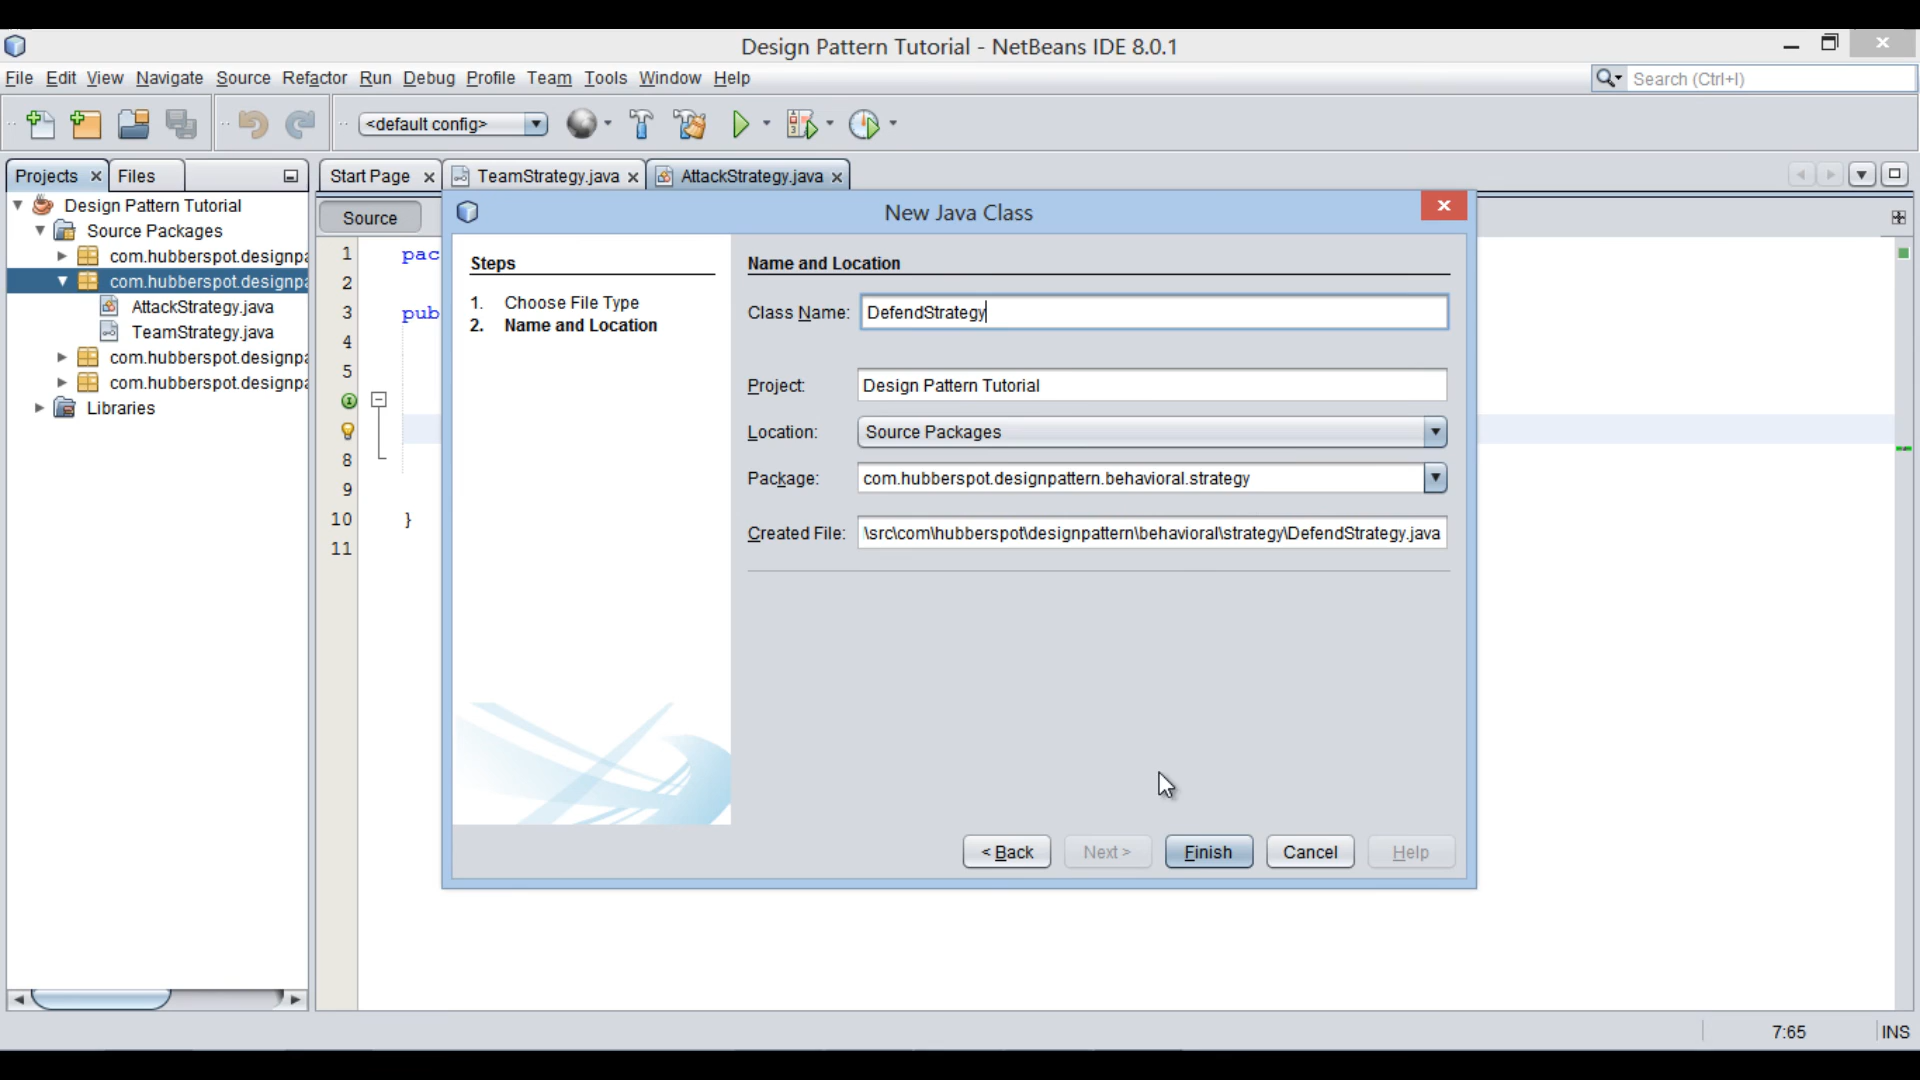 Design Pattern Tutorial - NetBeans IDE 8.0.1
File Edit View Navigate Source Refactor Run Debug Profile Team Tools Window Help
Search (Ctrl+I)
<default config>
Projects Files
Start Page TeamStrategy.java AttackStrategy.java
Design Pattern Tutorial
Source Packages
com.hubberspot.designpa
com.hubberspot.designpa
AttackStrategy.java
TeamStrategy.java
com.hubberspot.designpa
com.hubberspot.designpa
Libraries
Source
1 pac
2
3 pub
4
5
8
9
10 }
11
New Java Class
Steps
1. Choose File Type
2. Name and Location
Name and Location
Class Name: DefendStrategy
Project: Design Pattern Tutorial
Location: Source Packages
Package: com.hubberspot.designpattern.behavioral.strategy
Created File: \src\com\hubberspot\designpattern\behavioral\strategy\DefendStrategy.java
< Back Next > Finish Cancel Help
7:65 INS